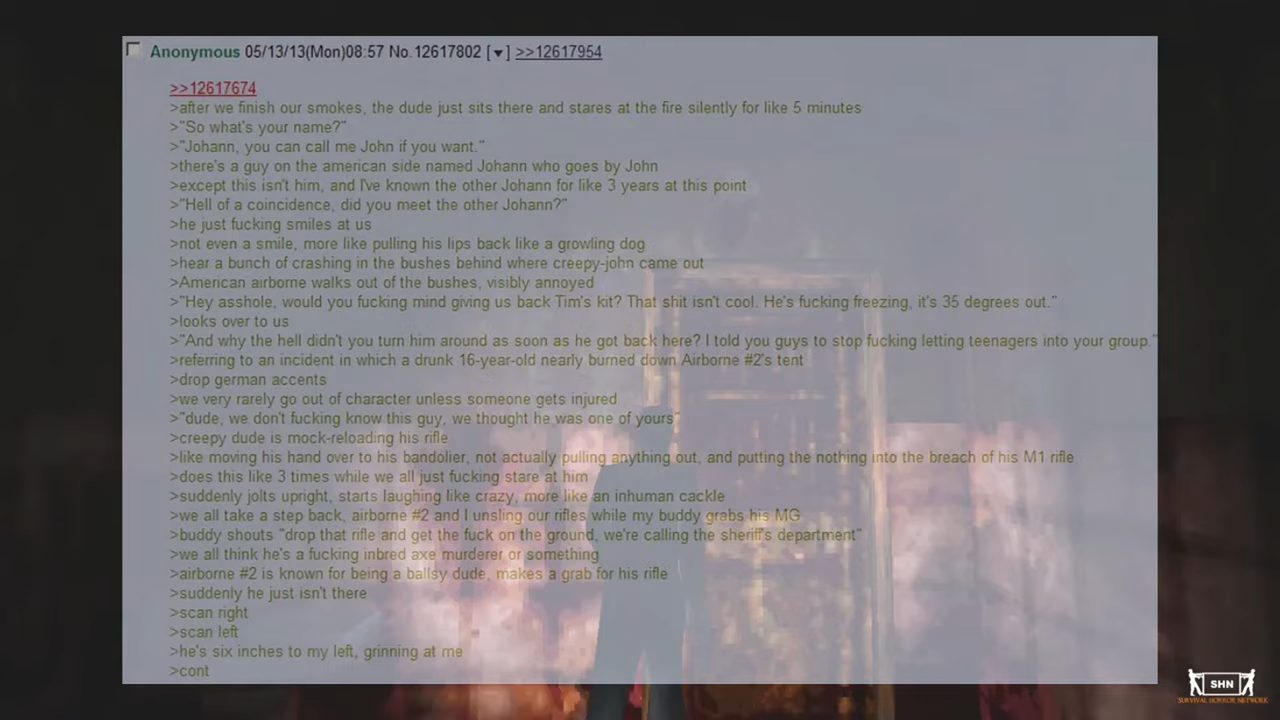 Anonymous 05/13/13(Mon)08:57 No.12617802 [▼] >>12617954
>>12617674
>after we finish our smokes, the dude just sits there and stares at the fire silently for like 5 minutes
>"So what's your name?"
>"Johann, you can call me John if you want."
>there's a guy on the american side named Johann who goes by John
>except this isn't him, and I've known the other Johann for like 3 years at this point
>"Hell of a coincidence, did you meet the other Johann?"
>he just fucking smiles at us
>not even a smile, more like pulling his lips back like a growling dog
>hear a bunch of crashing in the bushes behind where creepy-john came out
>American airborne walks out of the bushes, visibly annoyed
>"Hey asshole, would you fucking mind giving us back Tim's kit? That shit isn't cool. He's fucking freezing, it's 35 degrees out."
>looks over to us
>"And why the hell didn't you turn him around as soon as he got back here? I told you guys to stop fucking letting teenagers into your group."
>referring to an incident in which a drunk 16-year-old nearly burned down Airborne #2's tent
>drop german accents
>we very rarely go out of character unless someone gets injured
>"dude, we don't fucking know this guy, we thought he was one of yours"
>creepy dude is mock-reloading his rifle
>like moving his hand over to his bandolier, not actually pulling anything out, and putting the nothing into the breach of his M1 rifle
>does this like 3 times while we all just fucking stare at him
>suddenly jolts upright, starts laughing like crazy, more like an inhuman cackle
>we all take a step back, airborne #2 and I unsling our rifles while my buddy grabs his MG
>buddy shouts "drop that rifle and get the fuck on the ground, we're calling the sheriff's department"
>we all think he's a fucking inbred axe murderer or something
>airborne #2 is known for being a ballsy dude, makes a grab for his rifle
>suddenly he just isn't there
>scan right
>scan left
>he's six inches to my left, grinning at me
>cont
SHN
SURVIVAL HORROR NETWORK